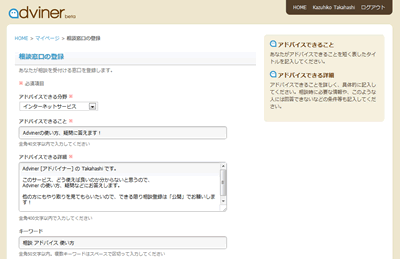 adviner beta
HOME Kazuhiko Takahashi ログアウト
HOME > マイページ > 相談窓口の登録
相談窓口の登録
あなたが相談を受付ける窓口を登録します。
※ 必須項目
アドバイスできる分野 ※
インターネットサービス
アドバイスできること ※
Advinerの使い方、疑問に答えます！
全角40文字以内で入力してください
アドバイスできる詳細 ※
Adviner [アドバイナー] の Takahashi です。
このサービス、どう使えば良いのか分からないと思うので、
Adviner の使い方、疑問などにお答えします。
他の方にもやり取りを見てもらいたいので、できる限り相談登録は「公開」でお願いします！
全角400文字以内で入力してください
キーワード
相談 アドバイス 使い方
全角50文字以内。複数キーワードはスペースで区切って入力してください
アドバイスできること
あなたがアドバイスできることを短く表したタイトルを記入してください。
アドバイスできる詳細
アドバイスできることを詳しく、具体的に記入してください。相談時に必要な情報や、このような人には回答できないなどの条件等も記入してください。